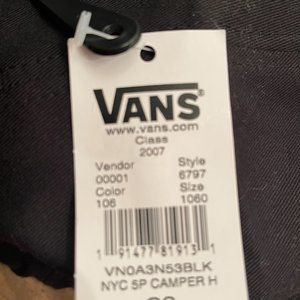 VANS
www.vans.com
Class
2007
Vendor Style
00001 6797
Color Size
106 1060
1 91477 81913 1
VN0A3N53BLK
NYC 5P CAMPER H